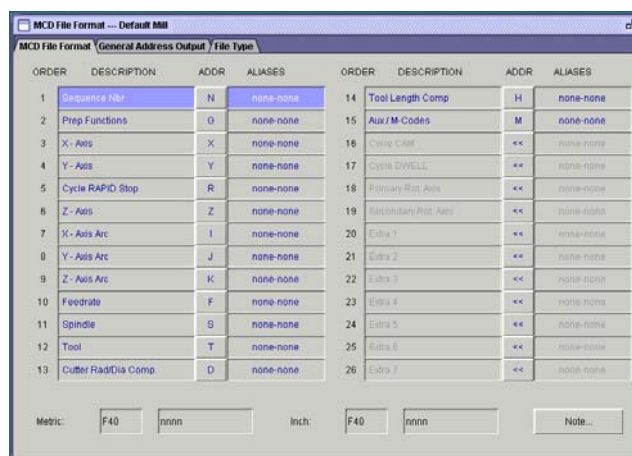 MCD File Format --- Default Mill
MCD File Format General Address Output File Type
ORDER DESCRIPTION ADDR ALIASES
1 Sequence Nbr N none-none
2 Prep Functions G none-none
3 X - Axis X none-none
4 Y - Axis Y none-none
5 Cycle RAPID Stop R none-none
6 Z - Axis Z none-none
7 X - Axis Arc I none-none
8 Y - Axis Arc J none-none
9 Z - Axis Arc K none-none
10 Feedrate F none-none
11 Spindle S none-none
12 Tool T none-none
13 Cutter Rad/Dia Comp D none-none
ORDER DESCRIPTION ADDR ALIASES
14 Tool Length Comp H none-none
15 Aux / M-Codes M none-none
16 Cycle CAM << none-none
17 Cycle DWELL << none-none
18 Primary Rot. Axis << none-none
19 Secondary Rot. Axis << none-none
20 Extra 1 << none-none
21 Extra 2 << none-none
22 Extra 3 << none-none
23 Extra 4 << none-none
24 Extra 5 << none-none
25 Extra 6 << none-none
26 Extra 7 << none-none
Metric: F40 nnnn Inch: F40 nnnn Note...